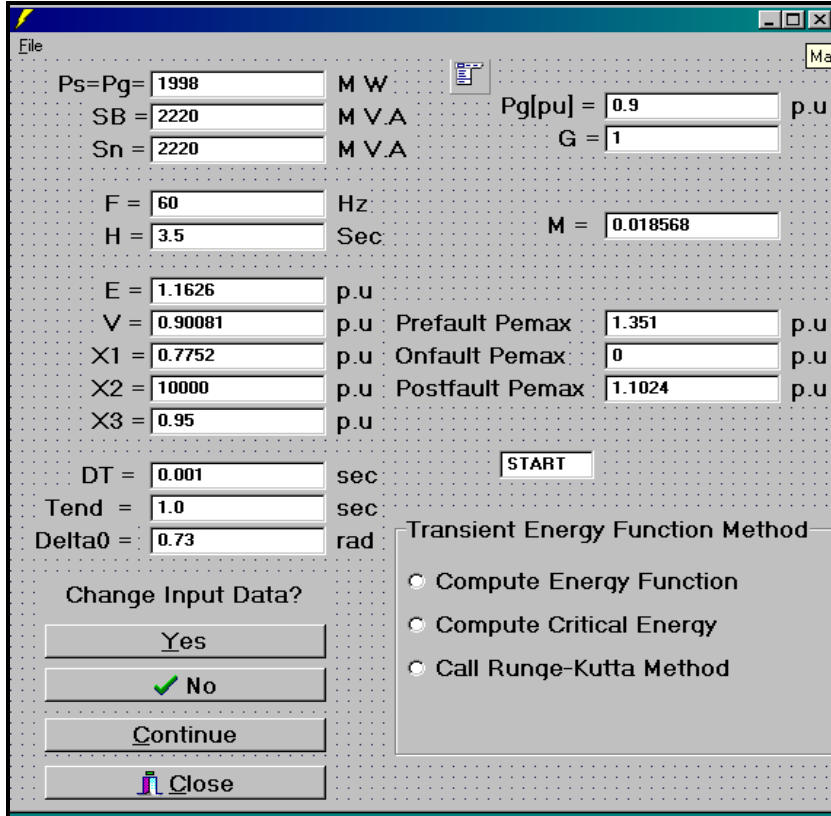 File
Ma
Ps=Pg= 1998 M W
SB = 2220 M V.A
Sn = 2220 M V.A
Pg[pu] = 0.9 p.u
G = 1
F = 60 Hz
H = 3.5 Sec
M = 0.018568
E = 1.1626 p.u
V = 0.90081 p.u Prefault Pemax 1.351 p.u
X1 = 0.7752 p.u Onfault Pemax 0 p.u
X2 = 10000 p.u Postfault Pemax 1.1024 p.u
X3 = 0.95 p.u
START
DT = 0.001 sec
Tend = 1.0 sec
Delta0 = 0.73 rad
Transient Energy Function Method
Compute Energy Function
Compute Critical Energy
Call Runge-Kutta Method
Change Input Data?
Yes
No
Continue
Close